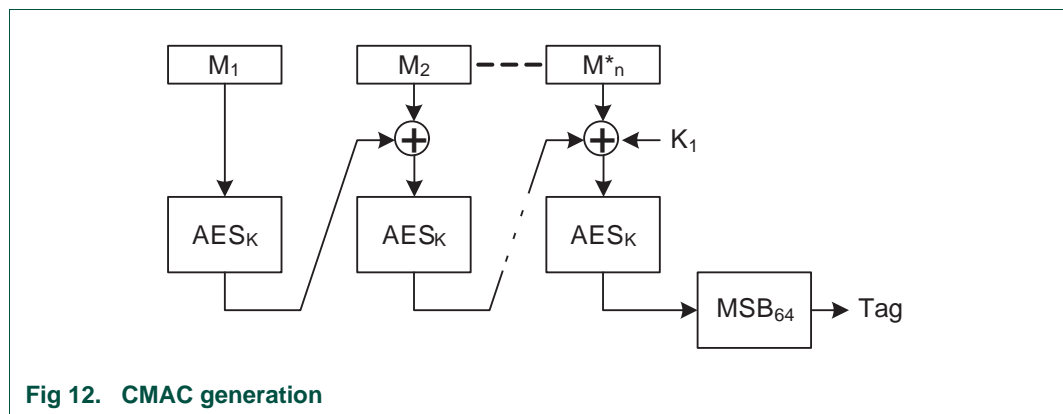 M₁ M₂ M*ₙ
K₁
AESₖ AESₖ AESₖ
MSB₆₄ Tag
Fig 12. CMAC generation